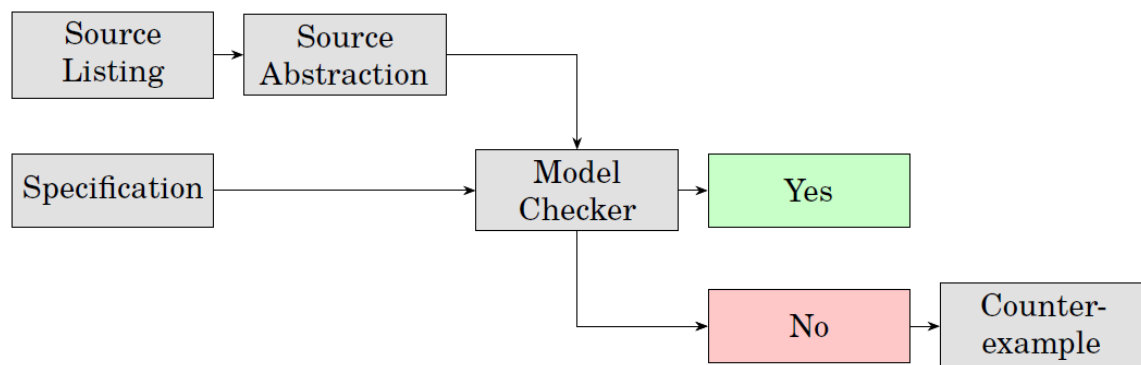 Source
Listing
Source
Abstraction
Specification
Model
Checker
Yes
No
Counter-
example